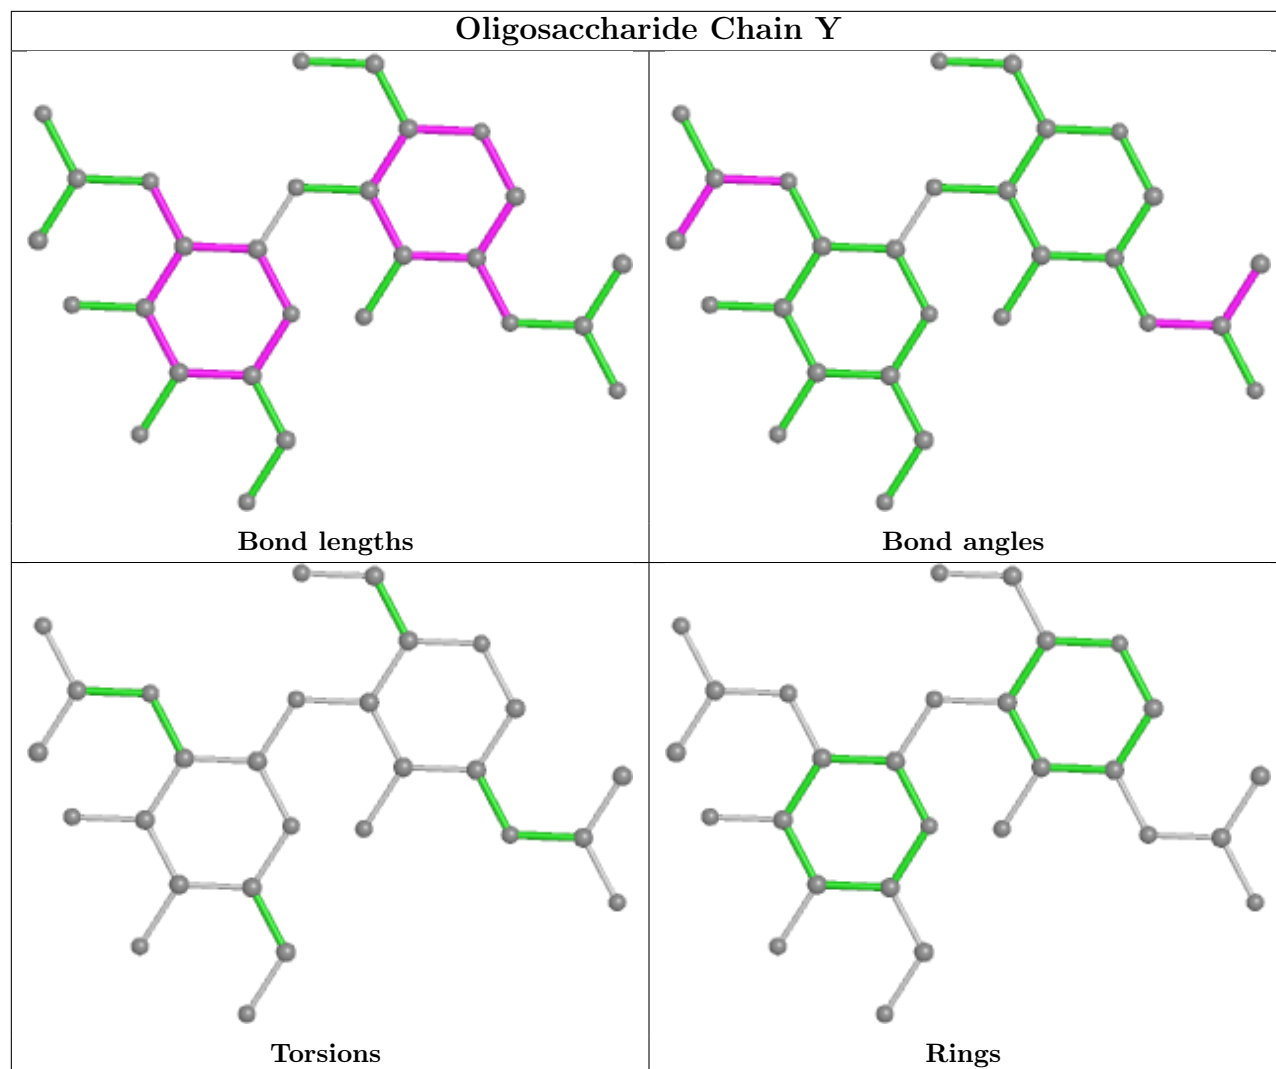 Oligosaccharide Chain Y
Bond lengths
Bond angles
Torsions
Rings